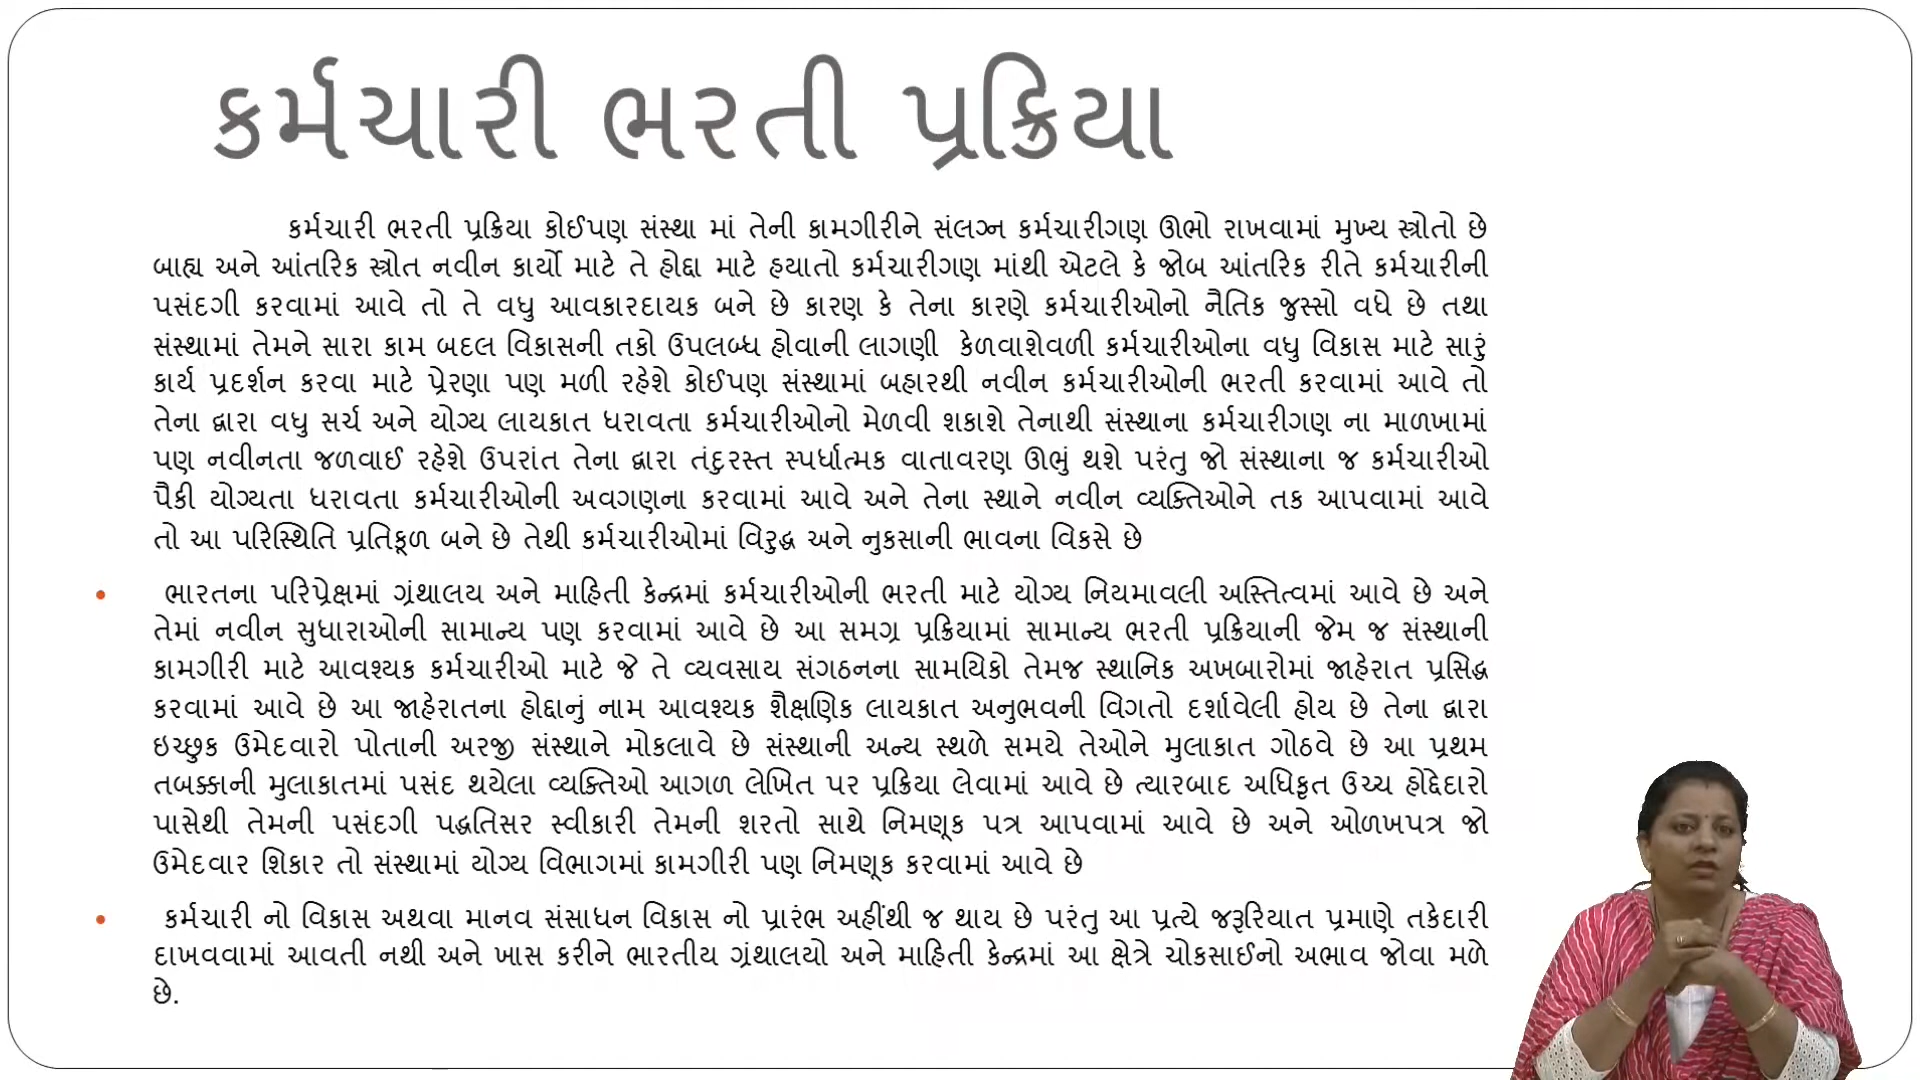 કર્મચારી ભરતી પ્રક્રિયા
કર્મચારી ભરતી પ્રક્રિયા કોઈપણ સંસ્થા માં તેની કામગીરીને સંલગ્ન કર્મચારીગણ ઊભો રાખવામાં મુખ્ય સ્ત્રોતો છે
બાહ્ય અને આંતરિક સ્ત્રોત નવીન કાર્યો માટે તે હોદ્દા માટે હયાતો કર્મચારીગણ માંથી એટલે કે જોબ આંતરિક રીતે કર્મચારીની
પસંદગી કરવામાં આવે તો તે વધુ આવકારદાયક બને છે કારણ કે તેના કારણે કર્મચારીઓનો નૈતિક જુસ્સો વધે છે તથા
સંસ્થામાં તેમને સારા કામ બદલ વિકાસની તકો ઉપલબ્ધ હોવાની લાગણી કેળવાશેવળી કર્મચારીઓના વધુ વિકાસ માટે સારું
કાર્ય પ્રદર્શન કરવા માટે પ્રેરણા પણ મળી રહેશે કોઈપણ સંસ્થામાં બહારથી નવીન કર્મચારીઓની ભરતી કરવામાં આવે તો
તેના દ્વારા વધુ સર્ચ અને યોગ્ય લાયકાત ધરાવતા કર્મચારીઓનો મેળવી શકાશે તેનાથી સંસ્થાના કર્મચારીગણ ના માળખામાં
પણ નવીનતા જળવાઈ રહેશે ઉપરાંત તેના દ્વારા તંદુરસ્ત સ્પર્ધાત્મક વાતાવરણ ઊભું થશે પરંતુ જો સંસ્થાના જ કર્મચારીઓ
પૈકી યોગ્યતા ધરાવતા કર્મચારીઓની અવગણના કરવામાં આવે અને તેના સ્થાને નવીન વ્યક્તિઓને તક આપવામાં આવે
તો આ પરિસ્થિતિ પ્રતિકૂળ બને છે તેથી કર્મચારીઓમાં વિરુદ્ધ અને નુકસાની ભાવના વિકસે છે
• ભારતના પરિપ્રેક્ષમાં ગ્રંથાલય અને માહિતી કેન્દ્રમાં કર્મચારીઓની ભરતી માટે યોગ્ય નિયમાવલી અસ્તિત્વમાં આવે છે અને
તેમાં નવીન સુધારાઓની સામાન્ય પણ કરવામાં આવે છે આ સમગ્ર પ્રક્રિયામાં સામાન્ય ભરતી પ્રક્રિયાની જેમ જ સંસ્થાની
કામગીરી માટે આવશ્યક કર્મચારીઓ માટે જે તે વ્યવસાય સંગઠનના સામયિકો તેમજ સ્થાનિક અખબારોમાં જાહેરાત પ્રસિદ્ધ
કરવામાં આવે છે આ જાહેરાતના હોદ્દાનું નામ આવશ્યક શૈક્ષણિક લાયકાત અનુભવની વિગતો દર્શાવેલી હોય છે તેના દ્વારા
ઇચ્છુક ઉમેદવારો પોતાની અરજી સંસ્થાને મોકલાવે છે સંસ્થાની અન્ય સ્થળે સમયે તેઓને મુલાકાત ગોઠવે છે આ પ્રથમ
તબક્કાની મુલાકાતમાં પસંદ થયેલા વ્યક્તિઓ આગળ લેખિત પર પ્રક્રિયા લેવામાં આવે છે ત્યારબાદ અધિકૃત ઉચ્ચ હોદ્દેદારો
પાસેથી તેમની પસંદગી પદ્ધતિસર સ્વીકારી તેમની શરતો સાથે નિમણૂક પત્ર આપવામાં આવે છે અને ઓળખપત્ર જો
ઉમેદવાર શિકાર તો સંસ્થામાં યોગ્ય વિભાગમાં કામગીરી પણ નિમણૂક કરવામાં આવે છે
• કર્મચારી નો વિકાસ અથવા માનવ સંસાધન વિકાસ નો પ્રારંભ અહીંથી જ થાય છે પરંતુ આ પ્રત્યે જરૂરિયાત પ્રમાણે તકેદારી
દાખવવામાં આવતી નથી અને ખાસ કરીને ભારતીય ગ્રંથાલયો અને માહિતી કેન્દ્રમાં આ ક્ષેત્રે ચોકસાઈનો અભાવ જોવા મળે
છે.